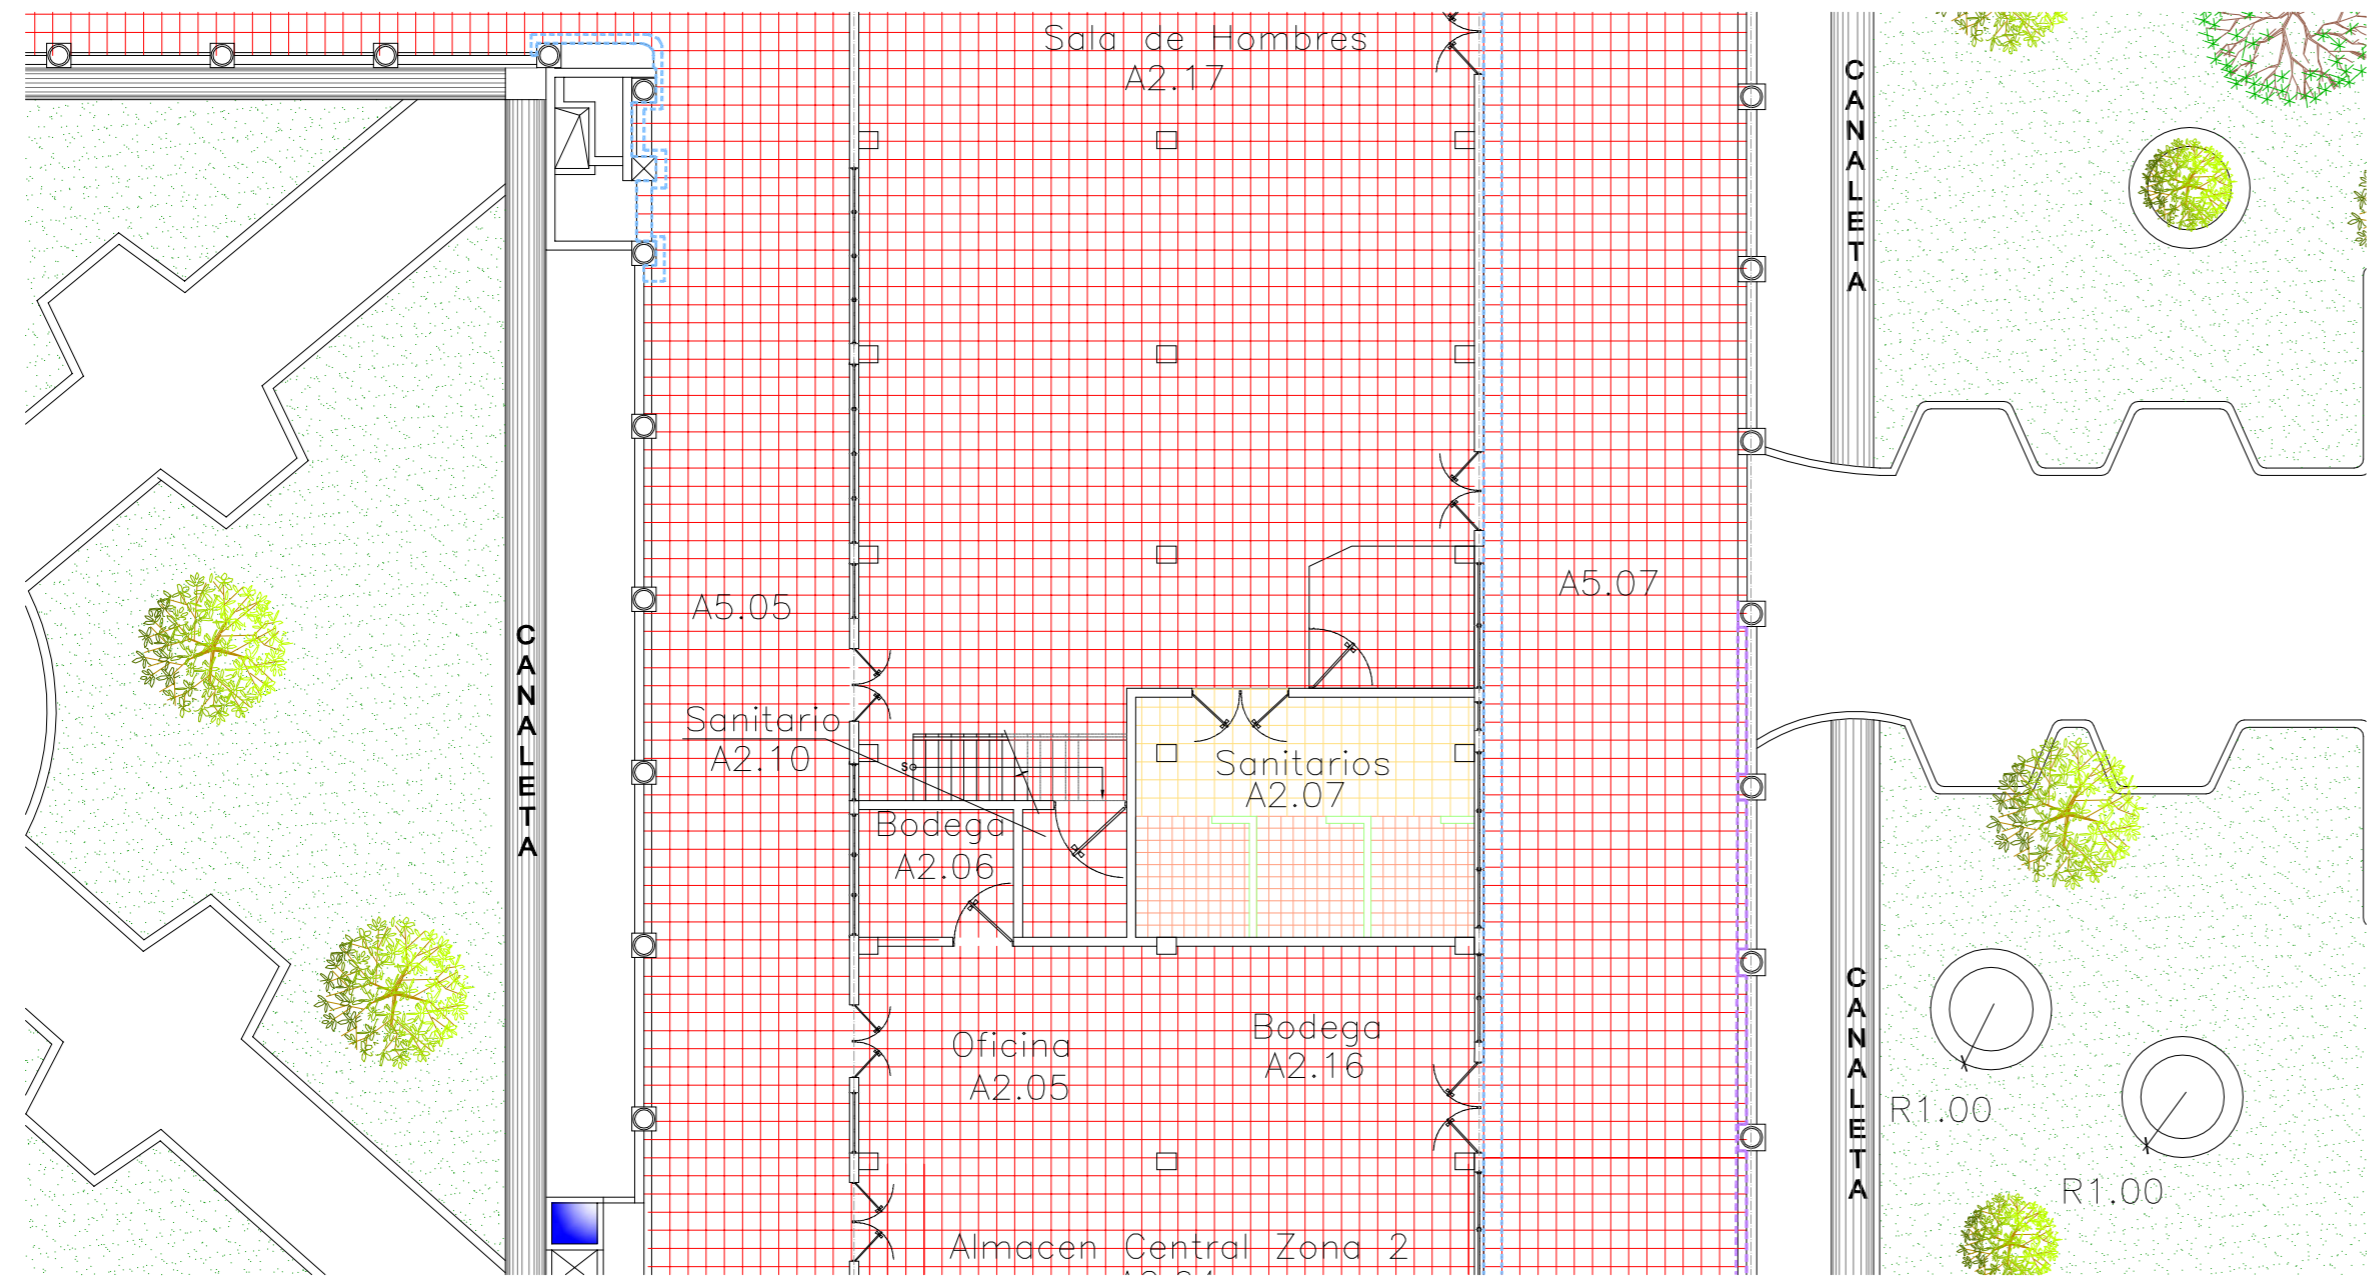 Sala de Hombres
A2.17
CANALETA
A5.05
A5.07
CANALETA
Sanitario
A2.10
S
Sanitarios
A2.07
Bodega
A2.06
Oficina
A2.05
Bodega
A2.16
CANALETA
R1.00
R1.00
Almacen Central Zona 2